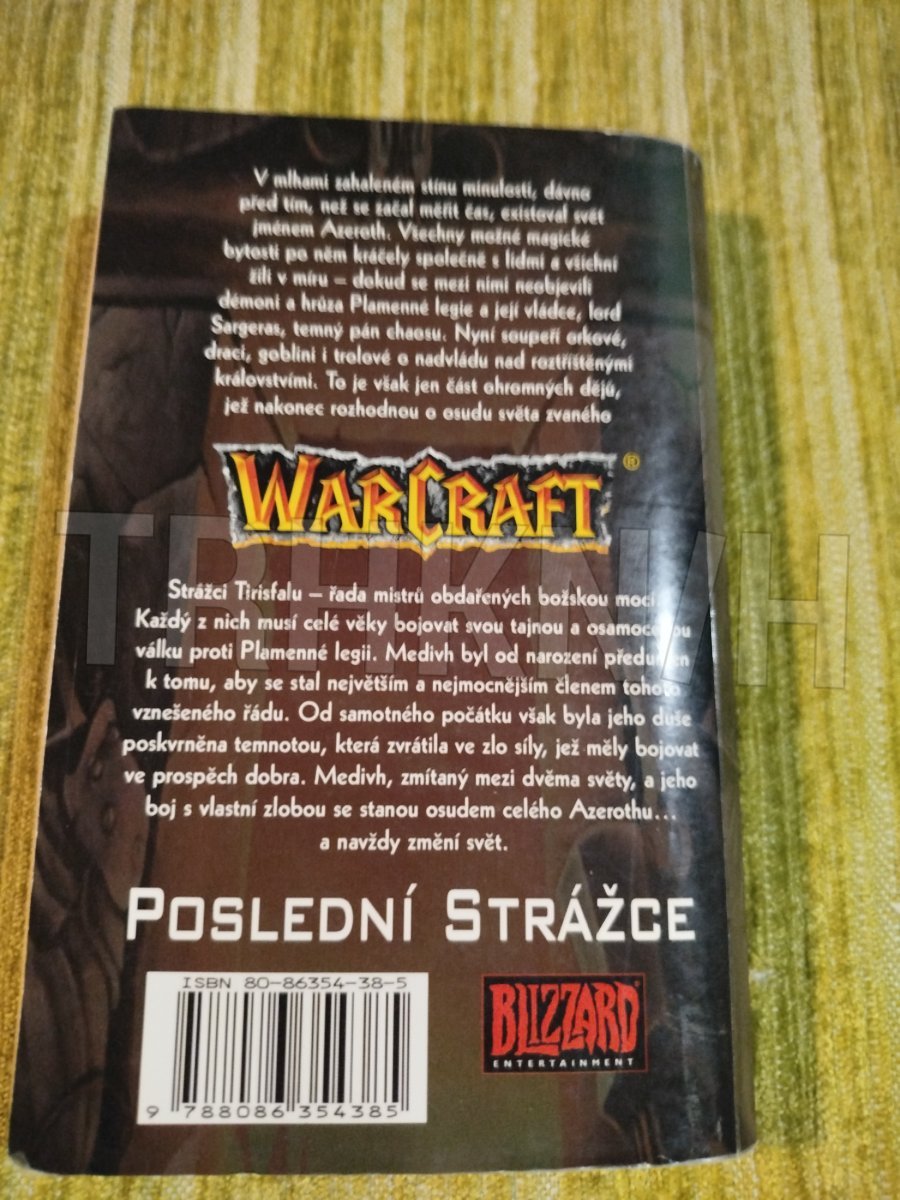 V mlhami zahaleném stínu minulosti, dávno
před tím, než se začal měřit čas, existoval svět
jménem Azeroth. Všechny možné magické
bytosti po něm kráčely společně s lidmi a všichni
žili v míru – dokud se mezi nimi neobjevili
démoni a hrůza Plamenné legie a její vládce, lord
Sargeras, temný pán chaosu. Nyní soupeří orkové,
draci, goblini i trolové o nadvládu nad roztříštěnými
královstvími. To je však jen část ohromných dějů,
jež nakonec rozhodnou o osudu světa zvaného
WARCRAFT®
TRHKNIH
Strážci Tirisfalu – řada mistrů obdařených božskou mocí
Každý z nich musí celé věky bojovat svou tajnou a osamocenou
válku proti Plamenné legii. Medivh byl od narození předurčen
k tomu, aby se stal největším a nejmocnějším členem tohoto
vznešeného řádu. Od samotného počátku však byla jeho duše
poskvrněna temnotou, která zvrátila ve zlo síly, jež měly bojovat
ve prospěch dobra. Medivh, zmítaný mezi dvěma světy, a jeho
boj s vlastní zlobou se stanou osudem celého Azerothu...
a navždy změní svět.
POSLEDNÍ STRÁŽCE
ISBN 80-86354-38-5
9 788086 354385
BLIZZARD
ENTERTAINMENT